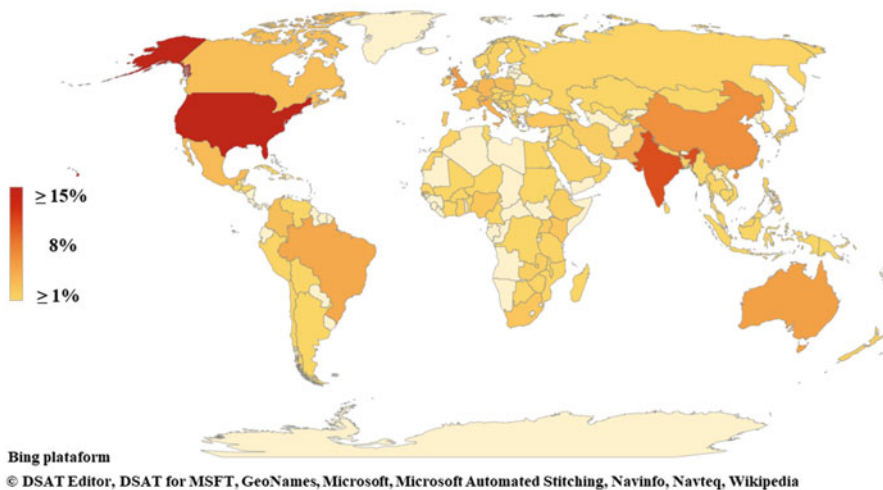 ≥ 15%
8%
≥ 1%
Bing plataform
© DSAT Editor, DSAT for MSFT, GeoNames, Microsoft, Microsoft Automated Stitching, Navinfo, Navteq, Wikipedia